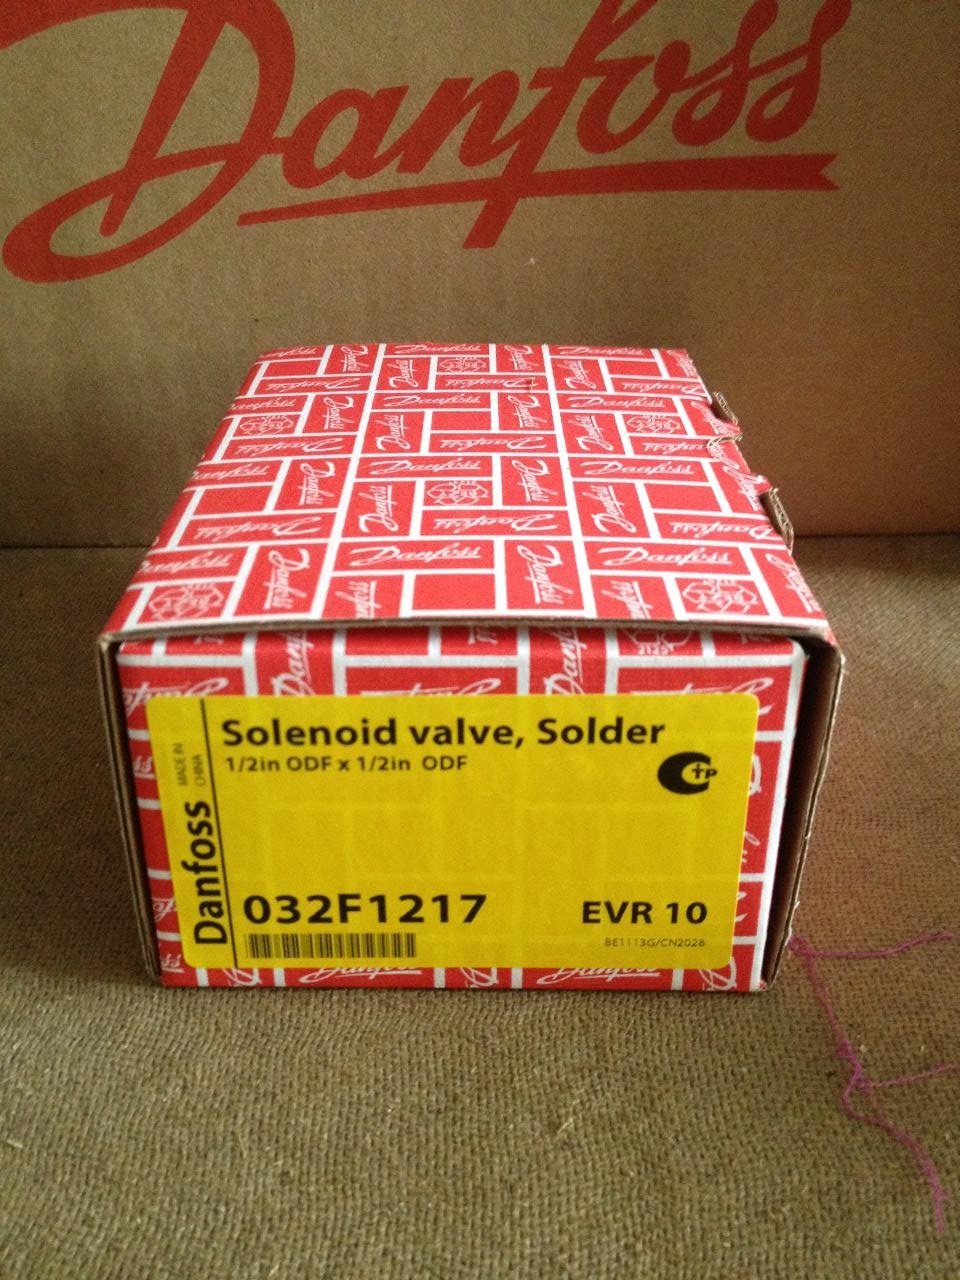 Danfoss
Solenoid valve, Solder
1/2in ODF x 1/2in ODF
MADE IN
CHINA
Danfoss
032F1217
EVR 10
BE1113G/CN2028